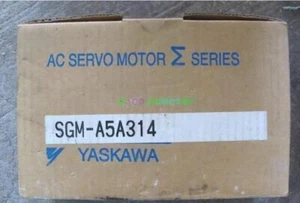 AC SERVO MOTOR Σ SERIES
SGM-A5A314
YASKAWA